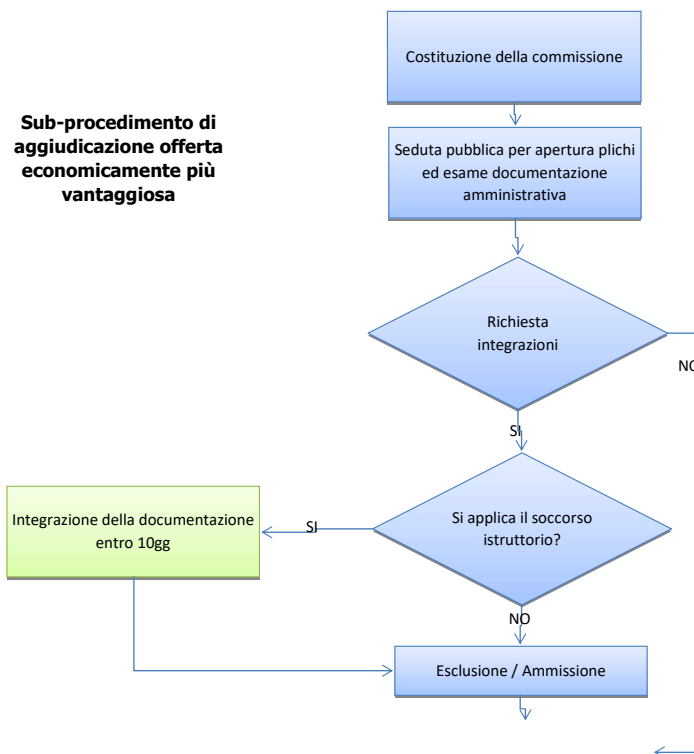 Costituzione della commissione
Sub-procedimento di
aggiudicazione offerta
economicamente più
vantaggiosa
Seduta pubblica per apertura plichi
ed esame documentazione
amministrativa
Richiesta
integrazioni
NO
SI
Si applica il soccorso
istruttorio?
SI
Integrazione della documentazione
entro 10gg
NO
Esclusione / Ammissione